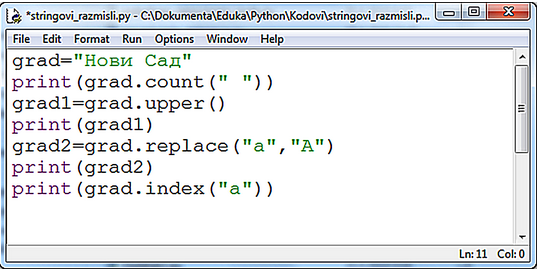 *stringovi_razmisli.py - C:\Dokumenta\Eduka\Python\Kodovi\stringovi_razmisli.p...
File Edit Format Run Options Window Help
grad="Нови Сад"
print(grad.count(" "))
grad1=grad.upper()
print(grad1)
grad2=grad.replace("a","A")
print(grad2)
print(grad.index("a"))
Ln: 11 Col: 0